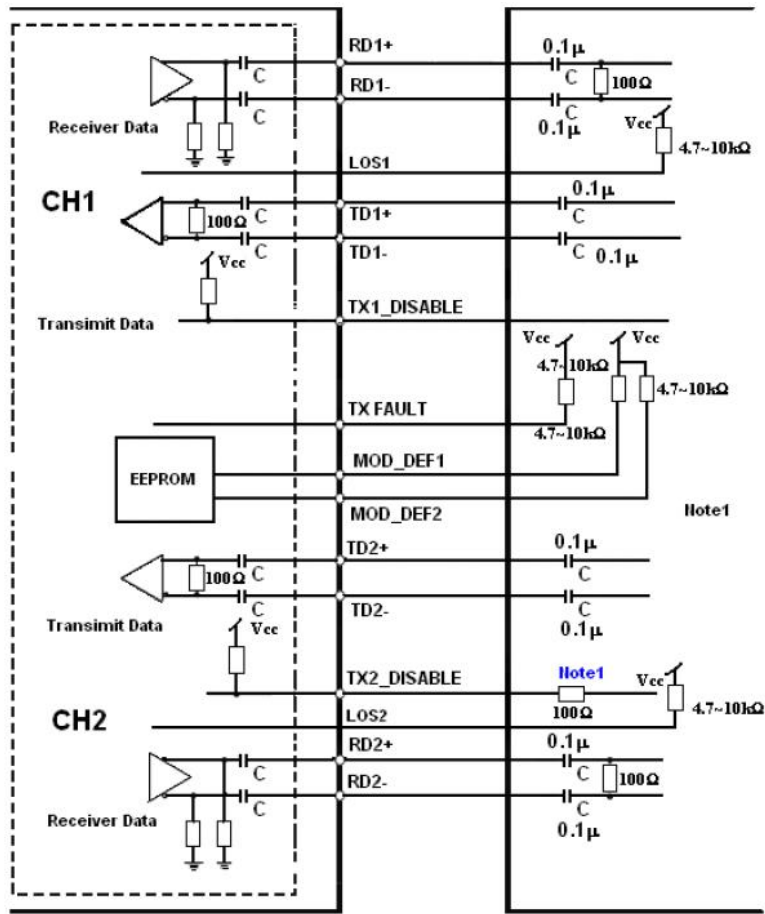 RD1+
0.1μ
C
C
100Ω
RD1-
C
C
0.1μ
Vcc
Receiver Data
4.7~10kΩ
LOS1
CH1
0.1μ
C
TD1+
C
100Ω
C
TD1-
C
0.1μ
Vcc
Transimit Data
TX1_DISABLE
Vcc
Vcc
4.7~10kΩ
4.7~10kΩ
TX FAULT
4.7~10kΩ
EEPROM
MOD_DEF1
MOD_DEF2
Note1
TD2+
0.1μ
C
C
100Ω
C
TD2-
C
0.1μ
Transimit Data
Vcc
TX2_DISABLE
Note1
Vcc
100Ω
4.7~10kΩ
CH2
LOS2
RD2+
0.1μ
C
C
100Ω
RD2-
C
C
0.1μ
Receiver Data